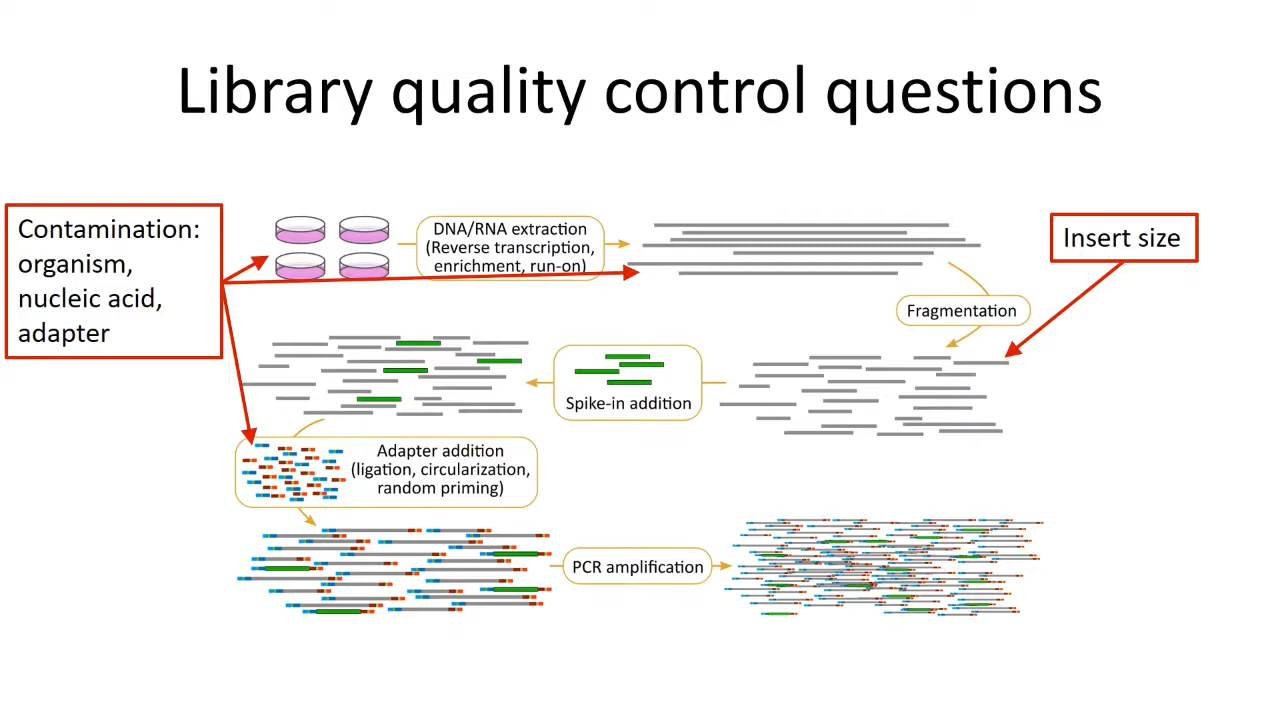 Library quality control questions
Contamination:
organism,
nucleic acid,
adapter
DNA/RNA extraction
(Reverse transcription,
enrichment, run-on)
Insert size
Fragmentation
Spike-in addition
Adapter addition
(ligation, circularization,
random priming)
PCR amplification